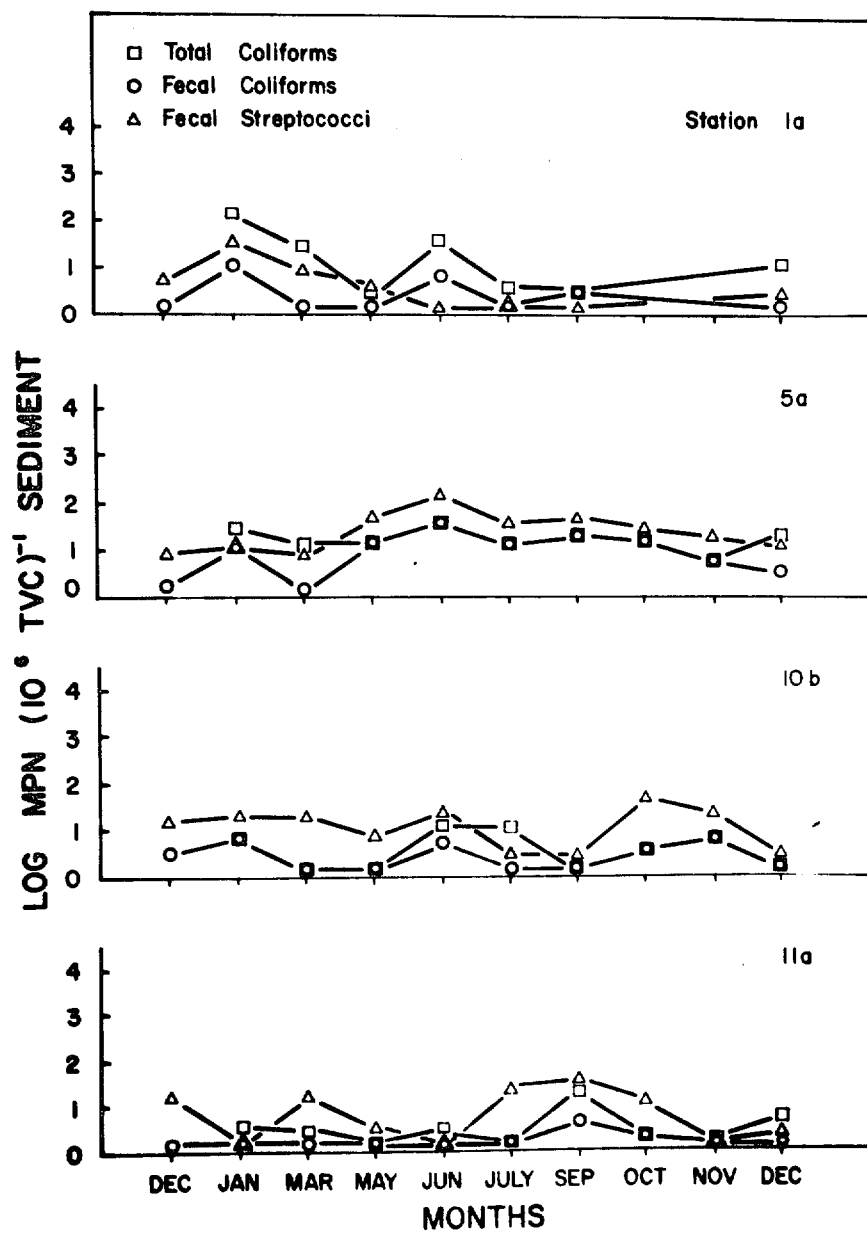 Total Coliforms
Fecal Coliforms
Fecal Streptococci
Station 1a
4
3
2
1
0
5a
4
3
2
1
0
10b
4
3
2
1
0
11a
4
3
2
1
0
LOG MPN (10⁶ TVC)⁻¹ SEDIMENT
DEC JAN MAR MAY JUN JULY SEP OCT NOV DEC
MONTHS